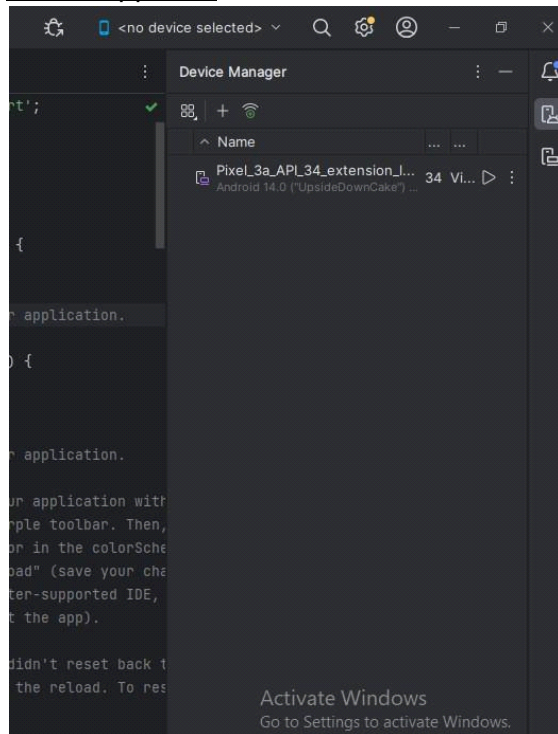 <no device selected>
Device Manager
rt';
Name
... ...
Pixel_3a_API_34_extension_l... 34 Vi...
Android 14.0 ("UpsideDownCake") ...
{
r application.
) {
r application.
ur application with
rple toolbar. Then,
or in the colorSche
oad" (save your cha
ter-supported IDE,
t the app).
didn't reset back t
the reload. To res
Activate Windows
Go to Settings to activate Windows.